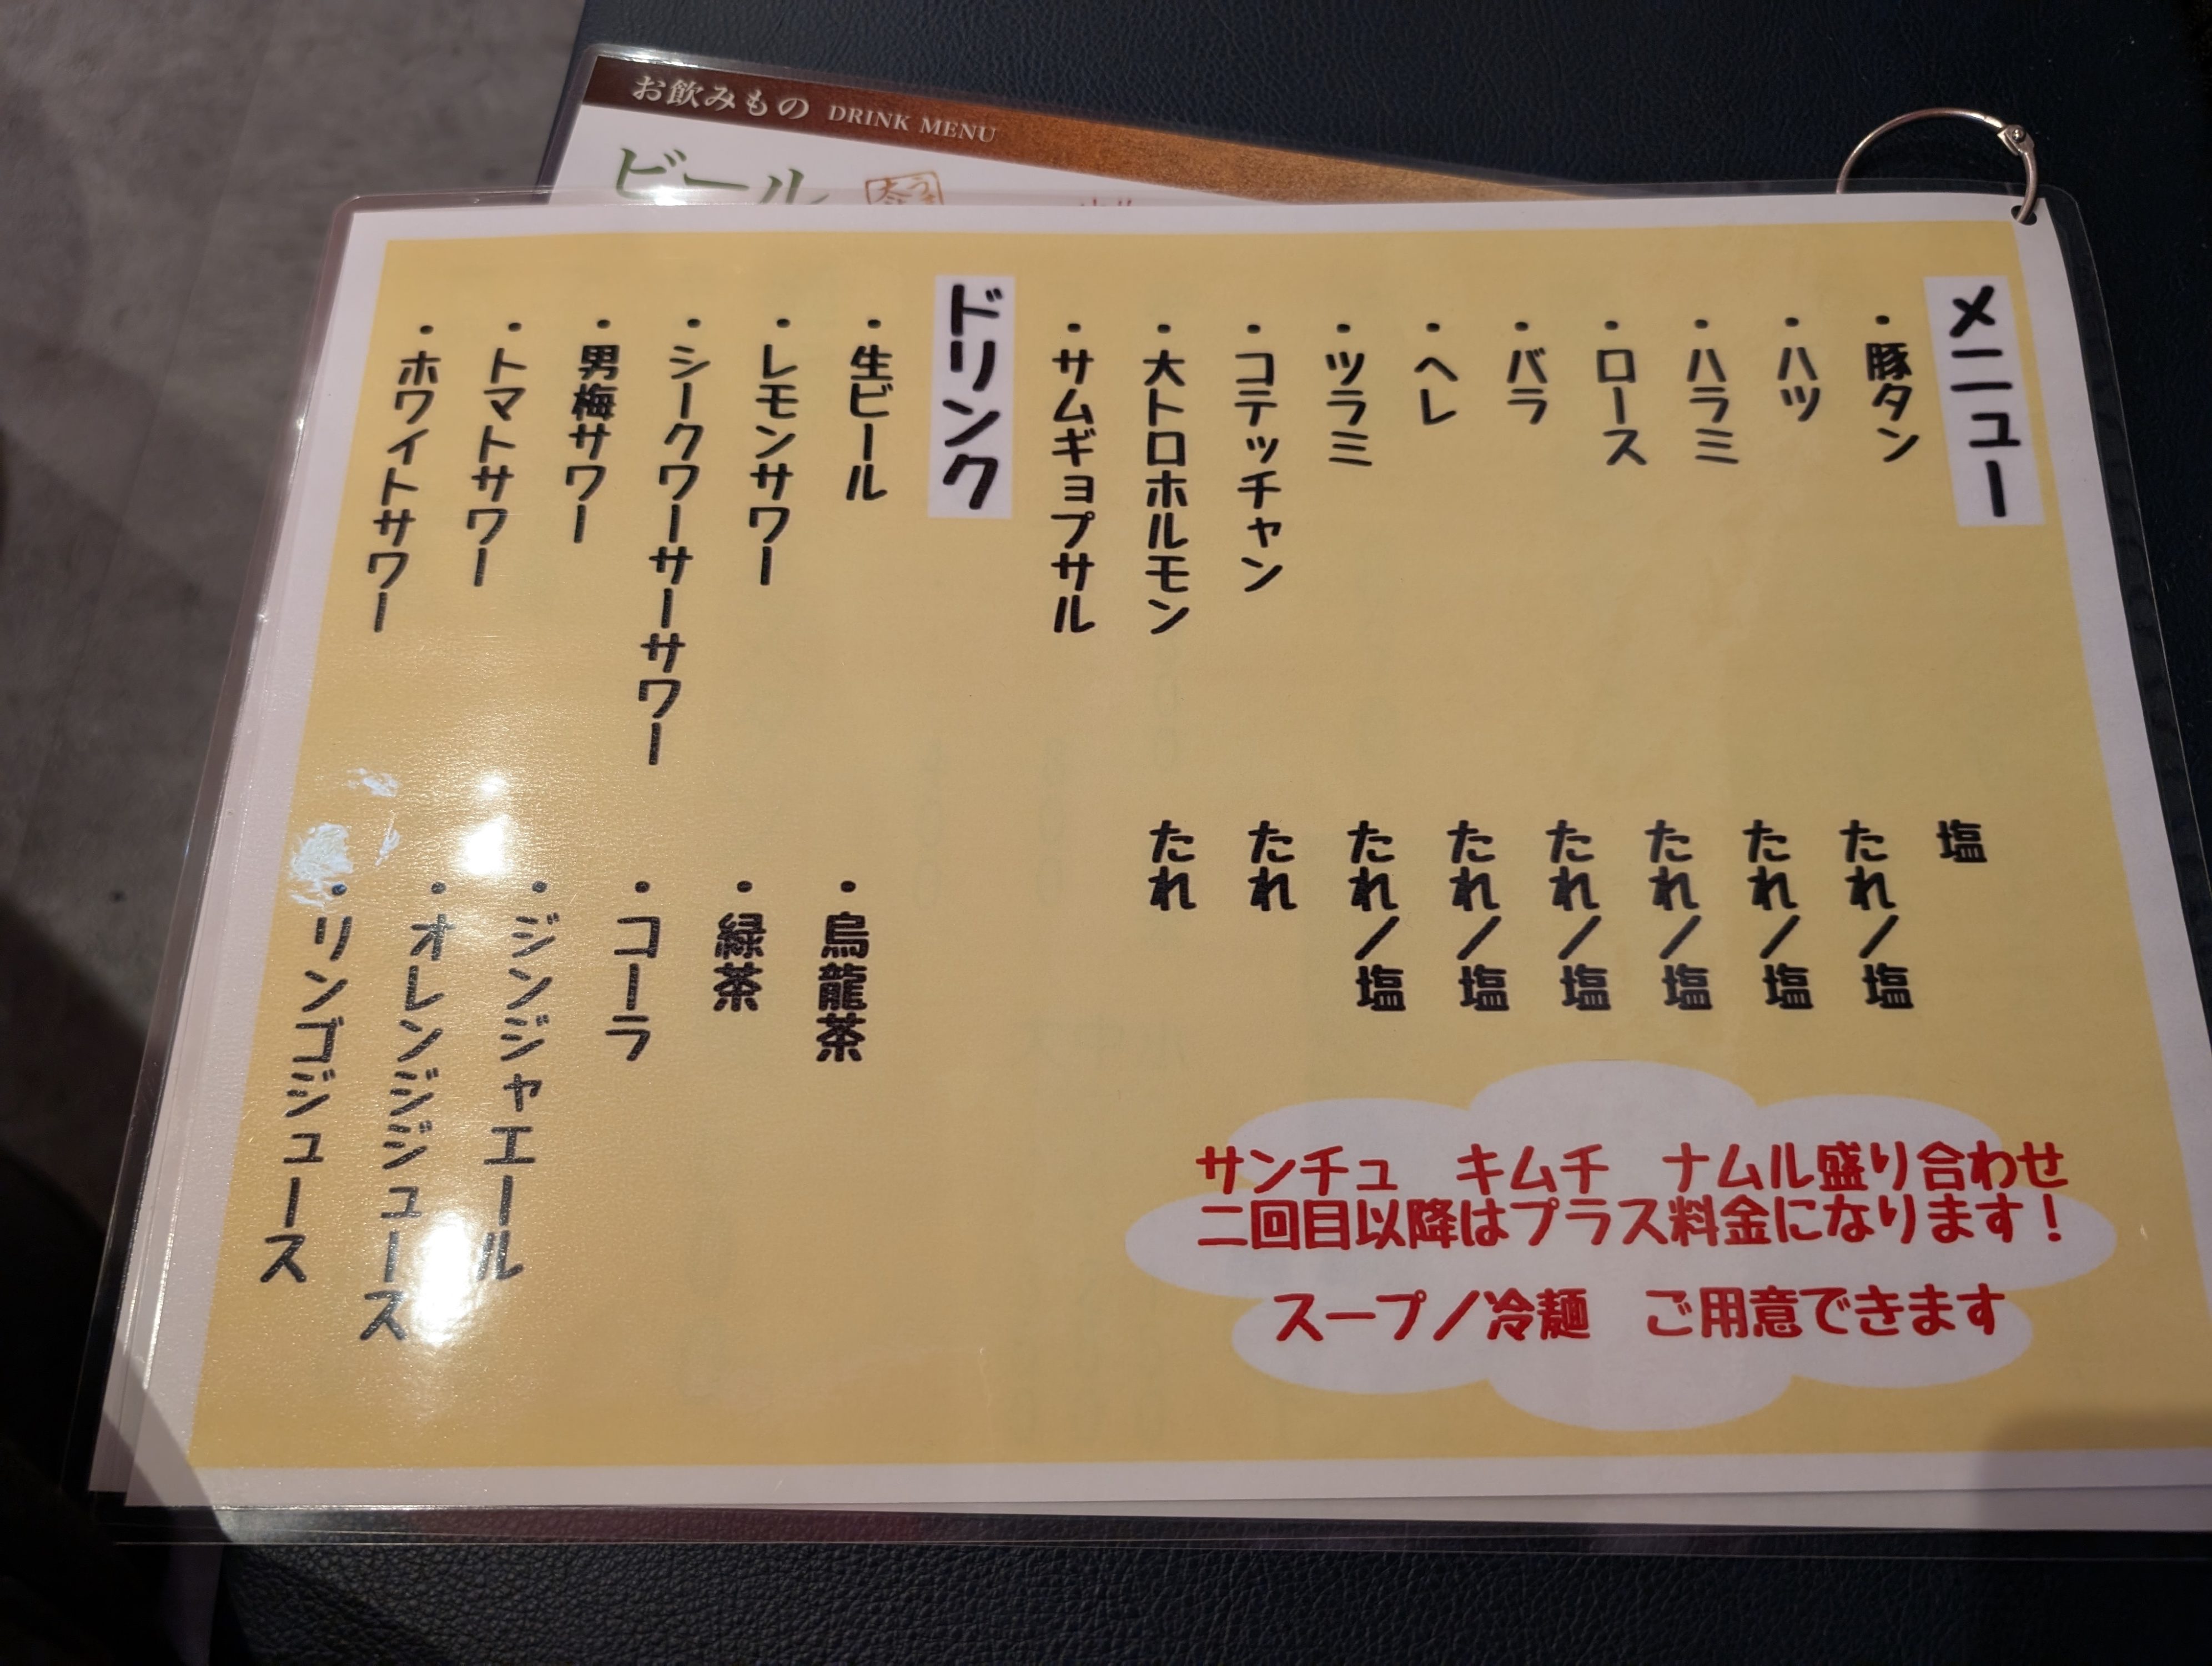 お飲みもの DRINK MENU
ビール
メニュー
・豚タン 塩
・ハツ たれ／塩
・ハラミ たれ／塩
・ロース たれ／塩
・バラ たれ／塩
・ヘレ たれ／塩
・ツラミ たれ／塩
・コテッチャン たれ
・大トロホルモン たれ
・サムギョプサル
サンチュ　キムチ　ナムル盛り合わせ
二回目以降はプラス料金になります！
スープ／冷麺　ご用意できます
ドリンク
・生ビール
・レモンサワー
・シークワーサーサワー
・男梅サワー
・トマトサワー
・ホワイトサワー
・烏龍茶
・緑茶
・コーラ
・ジンジャエール
・オレンジジュース
・リンゴジュース